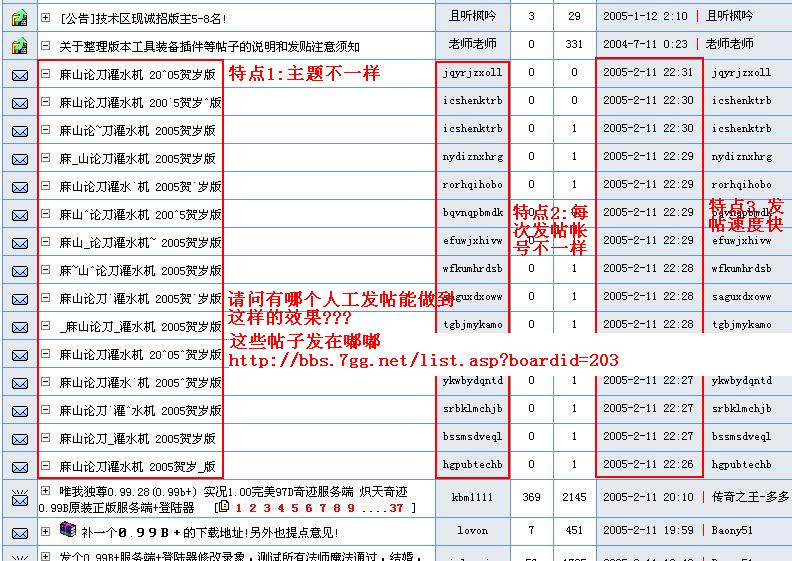 [公告]技术区现诚招版主5-8名! 且听枫吟 3 29 2005-1-12 2:10 | 且听枫吟
关于整理版本工具装备插件等帖子的说明和发贴注意须知 老师老师 0 331 2004-7-11 0:23 | 老师老师
麻山论刀灌水机 20^05贺岁版 jqyrjzxoll 0 0 2005-2-11 22:31 jqyrjzxoll
特点1:主题不一样
麻山论刀灌水机 200`5贺岁^版 icshenktrb 0 0 2005-2-11 22:30 icshenktrb
麻山论~刀灌水机 2005贺岁版 icshenktrb 0 1 2005-2-11 22:30 icshenktrb
麻_山论刀灌水机 2005贺岁版 nydiznxhrg 0 1 2005-2-11 22:29 nydiznxhrg
麻山论刀灌水`机 2005贺`岁版 rorhqihobo 0 1 2005-2-11 22:29 rorhqihobo
麻山^论刀灌水机 200^5贺岁版 bqvnqpbmdk 2005-2-11 22:29 bqvnqpbmdk
特点2:每
次发帖帐
号不一样
特点3 发
帖速度快
麻山_论刀灌水机~ 2005贺岁版 efuwjxhivw 2005-2-11 22:29 efuwjxhivw
麻~山^论刀灌水机 2005贺岁版 wfkumhrdsb 0 1 2005-2-11 22:28 wfkumhrdsb
麻山论刀`灌水机 2005贺`岁版 saguxdxoww 0 1 2005-2-11 22:28 saguxdxoww
请问有哪个人工发帖能做到
这样的效果???
_麻山论刀_灌水机 2005贺岁版 tgbjmykamo 0 1 2005-2-11 22:28 tgbjmykamo
麻山论刀灌水机 20^05^贺岁版
这些帖子发在嘟嘟
http://bbs.7gg.net/list.asp?boardid=203
麻山论刀灌水`机 2005贺岁版 ykwbydqntd 0 1 2005-2-11 22:27 ykwbydqntd
麻山论刀`灌^水机 2005贺岁版 srbklmchjb 0 1 2005-2-11 22:27 srbklmchjb
麻山论刀_灌水机 2005贺岁版 bssmsdveql 0 1 2005-2-11 22:27 bssmsdveql
麻山论刀灌水机 2005贺岁_版 hgpubtechb 0 1 2005-2-11 22:26 hgpubtechb
唯我独尊0.99.28(0.99b+) 实况1.00完美97D奇迹服务端 炽天奇迹
0.99B原装正版服务端+登陆器 [ 1 2 3 4 5 6 7 8 9 ....37 ] kbm1111 369 2145 2005-2-11 20:10 | 传奇之王-多多
补一个0.99B+的下载地址!另外也提点意见! lovon 7 451 2005-2-11 19:59 | Baony51
发个0.99B+服务端+登陆器修改录象，测试所有法师魔法通过，结婚，